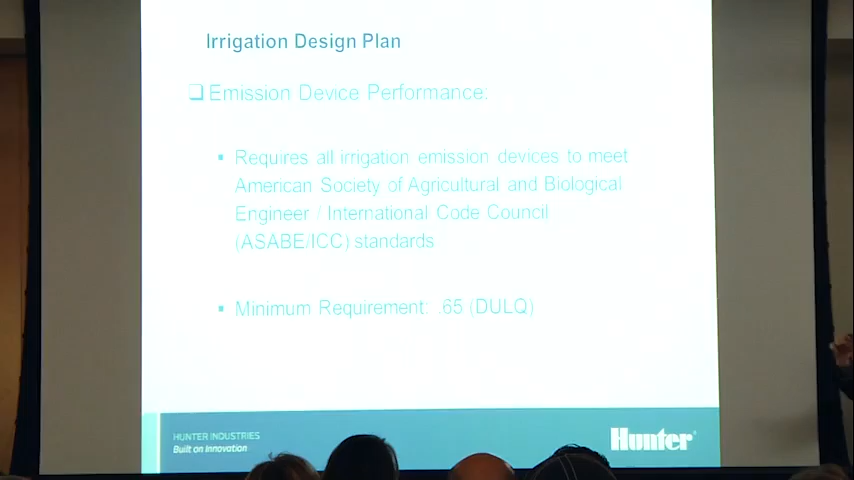 Irrigation Design Plan
❑ Emission Device Performance:
▪ Requires all irrigation emission devices to meet
American Society of Agricultural and Biological
Engineer / International Code Council
(ASABE/ICC) standards
▪ Minimum Requirement: .65 (DULQ)
HUNTER INDUSTRIES
Built on Innovation
Hunter®